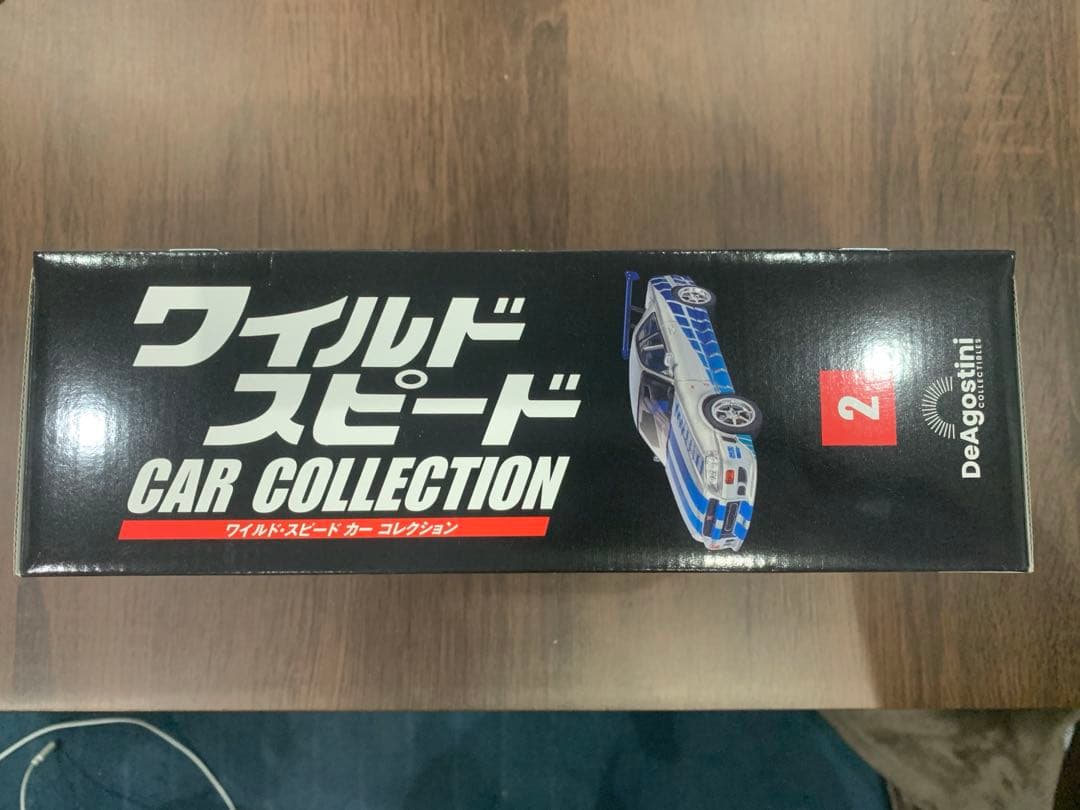 ワイルド
スピード
CAR COLLECTION
ワイルド・スピード カー コレクション
2
DeAgostini
COLLECTIBLES